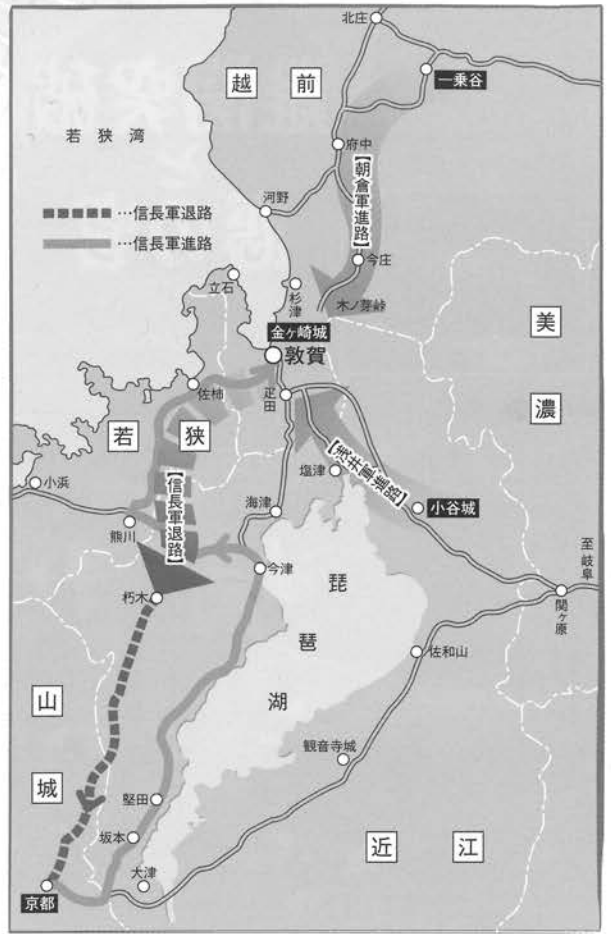 北庄
一乗谷
越前
若狭湾
府中
【朝倉軍進路】
河野
…信長軍退路
…信長軍進路
今庄
立石
杉津
木ノ芽峠
美濃
金ヶ崎城
敦賀
佐柿
疋田
若狭
【浅井軍進路】
塩津
小浜
【信長軍退路】
海津
小谷城
熊川
今津
至岐阜
朽木
琵琶湖
関ヶ原
佐和山
山城
観音寺城
堅田
坂本
近江
大津
京都